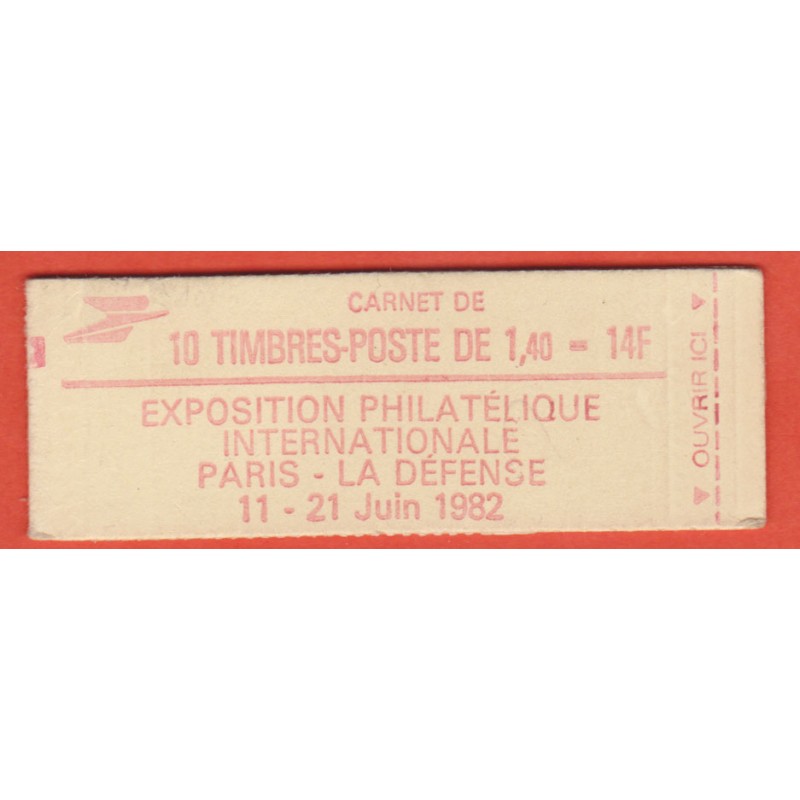 CARNET DE
10 TIMBRES-POSTE DE 1,40 = 14F
EXPOSITION PHILATÉLIQUE
INTERNATIONALE
PARIS - LA DÉFENSE
11 - 21 Juin 1982
OUVRIR ICI